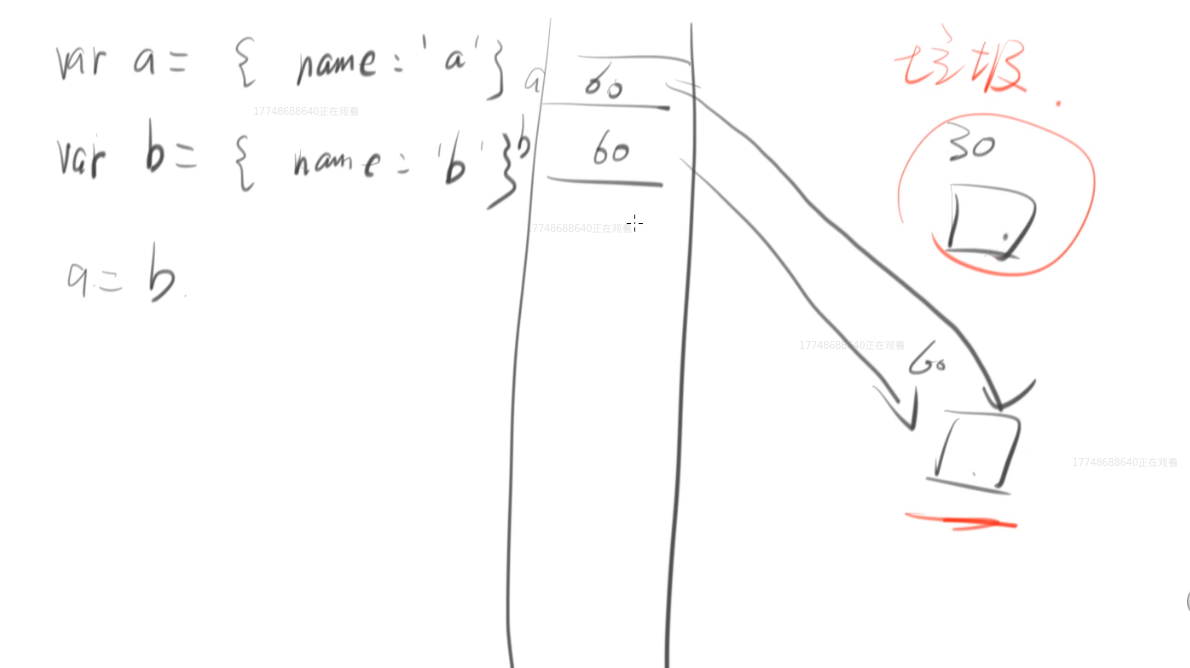 var a = { name : 'a' }
var b = { name : 'b' }
a = b
a
60
b
60
垃圾.
30
60
17748688640正在观看
17748688640正在观看
17748688640正在观看
17748688640正在观看